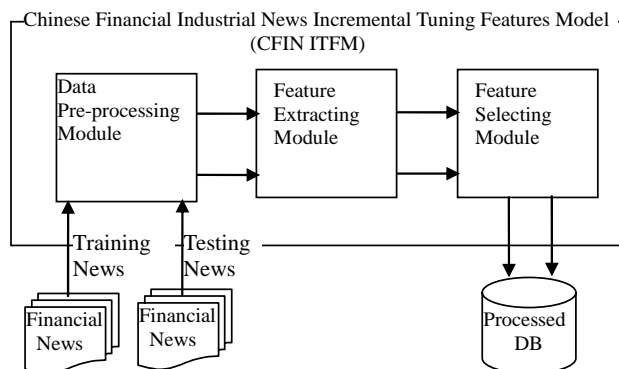 Chinese Financial Industrial News Incremental Tuning Features Model
(CFIN ITFM)
Data
Pre-processing
Module
Feature
Extracting
Module
Feature
Selecting
Module
Training
News
Testing
News
Financial
News
Financial
News
Processed
DB